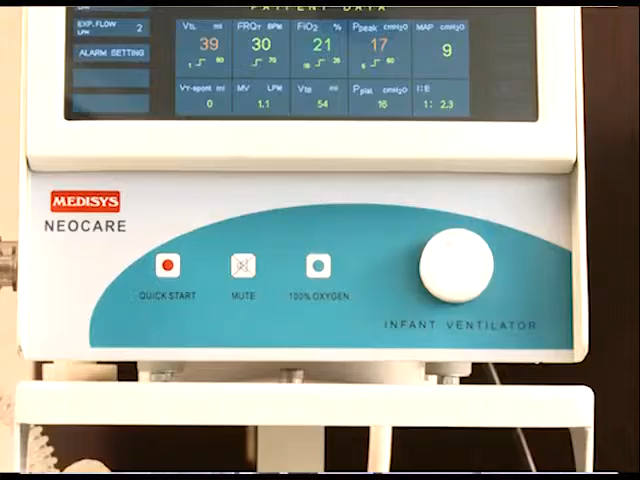 PATIENT DATA
EXP. FLOW
LPM 2
ALARM SETTING
VTi ml FRQT BPM FiO2 % Ppeak cmH2O MAP cmH2O
39 30 21 17 9
VT-spont ml MV LPM VTe ml Pplat cmH2O I:E
0 1.1 54 16 1: 2.3
MEDISYS
NEOCARE
QUICK START MUTE 100% OXYGEN
INFANT VENTILATOR